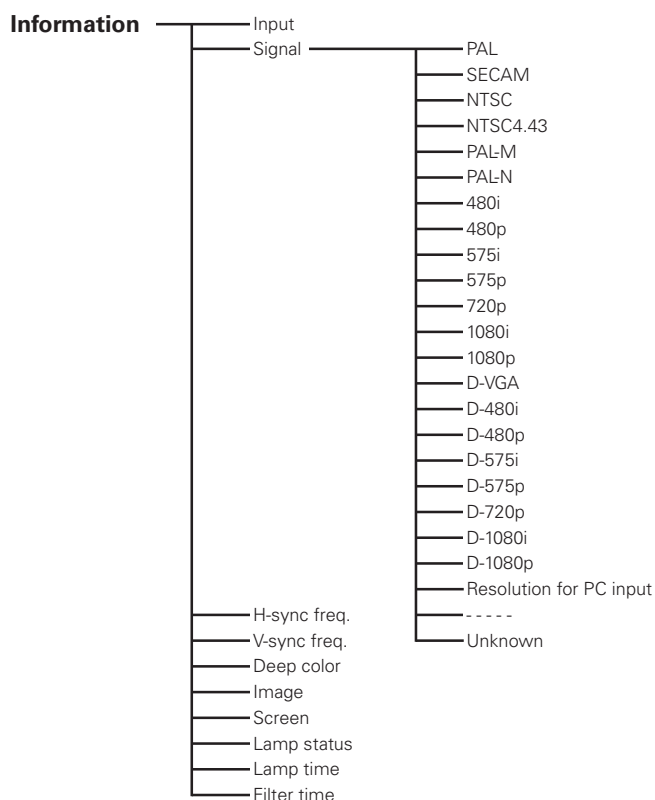 Information
Input
Signal
PAL
SECAM
NTSC
NTSC4.43
PAL-M
PAL-N
480i
480p
575i
575p
720p
1080i
1080p
D-VGA
D-480i
D-480p
D-575i
D-575p
D-720p
D-1080i
D-1080p
Resolution for PC input
- - - - -
Unknown
H-sync freq.
V-sync freq.
Deep color
Image
Screen
Lamp status
Lamp time
Filter time